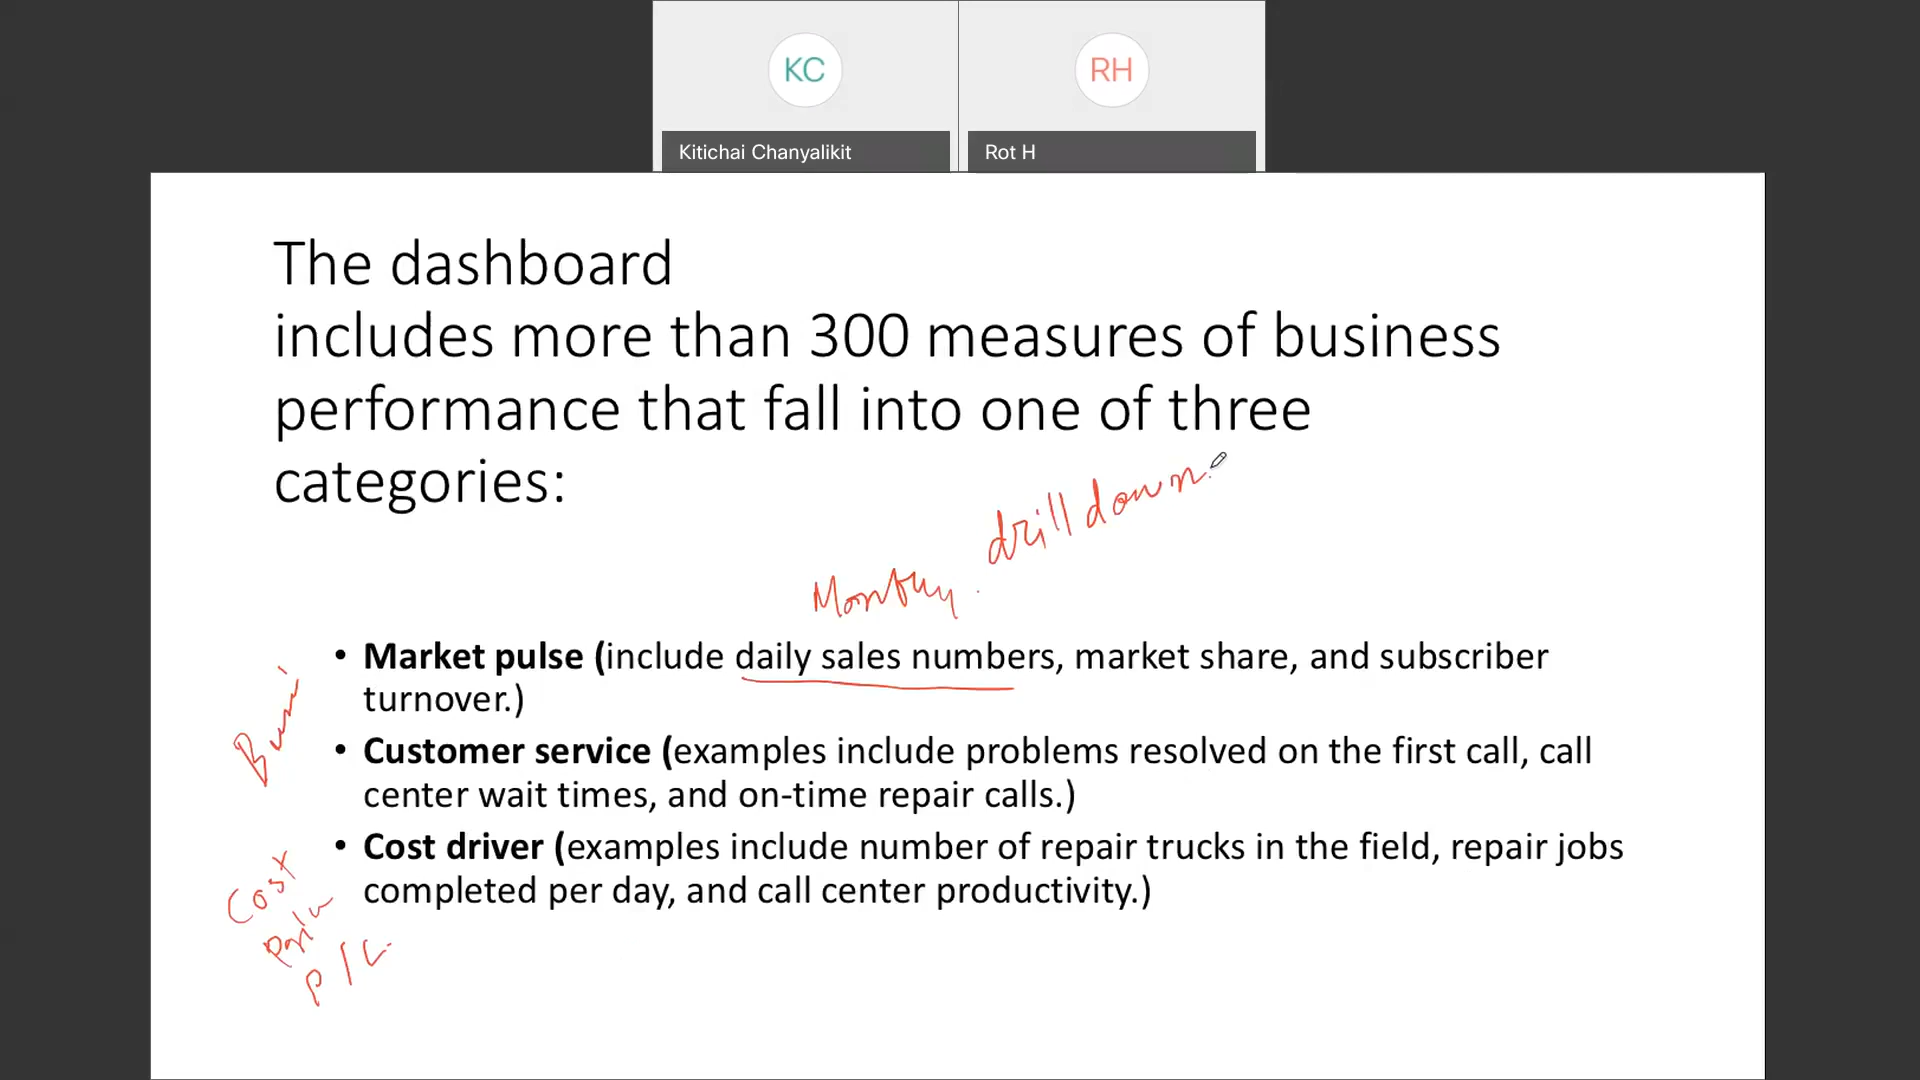 KC
RH
Kitichai Chanyalikit
Rot H
The dashboard
includes more than 300 measures of business
performance that fall into one of three
categories:
drill down
• Market pulse (include daily sales numbers, market share, and subscriber
turnover.)
• Customer service (examples include problems resolved on the first call, call
center wait times, and on-time repair calls.)
• Cost driver (examples include number of repair trucks in the field, repair jobs
completed per day, and call center productivity.)
Cost
P/L